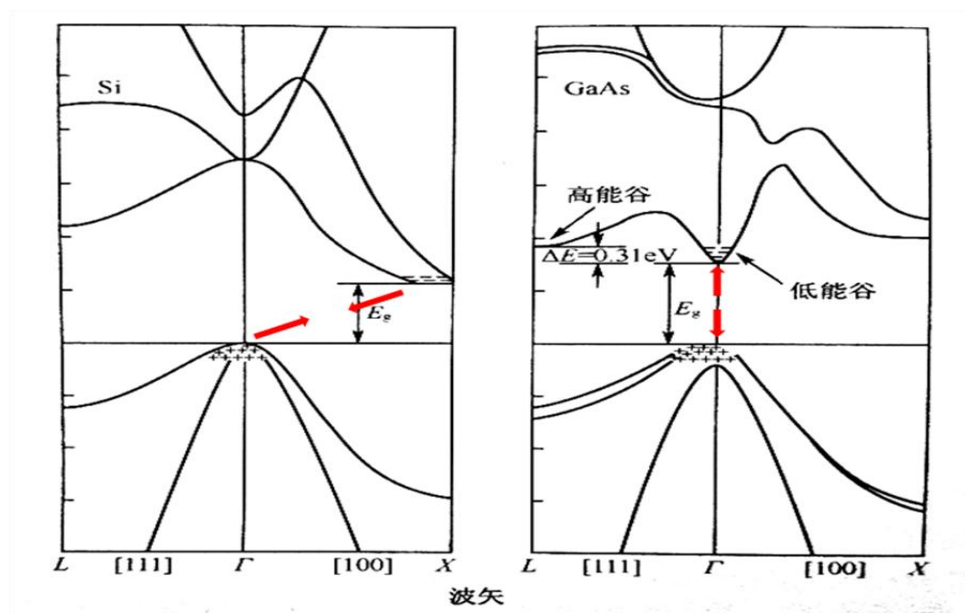 Si
GaAs
高能谷
ΔE=0.31eV
低能谷
Eg
Eg
L [111] Γ [100] X
L [111] Γ [100] X
波矢